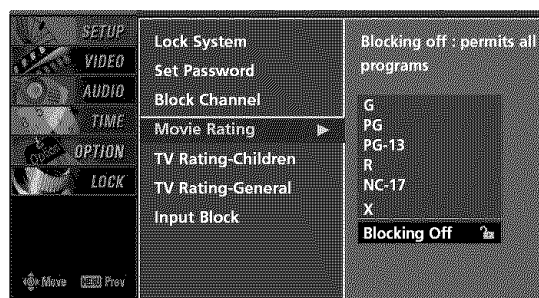 SETUP
VIDEO
AUDIO
TIME
OPTION
LOCK
Move MENU Prev
Lock System
Set Password
Block Channel
Movie Rating
TV Rating-Children
TV Rating-General
Input Block
Blocking off : permits all
programs
G
PG
PG-13
R
NC-17
X
Blocking Off